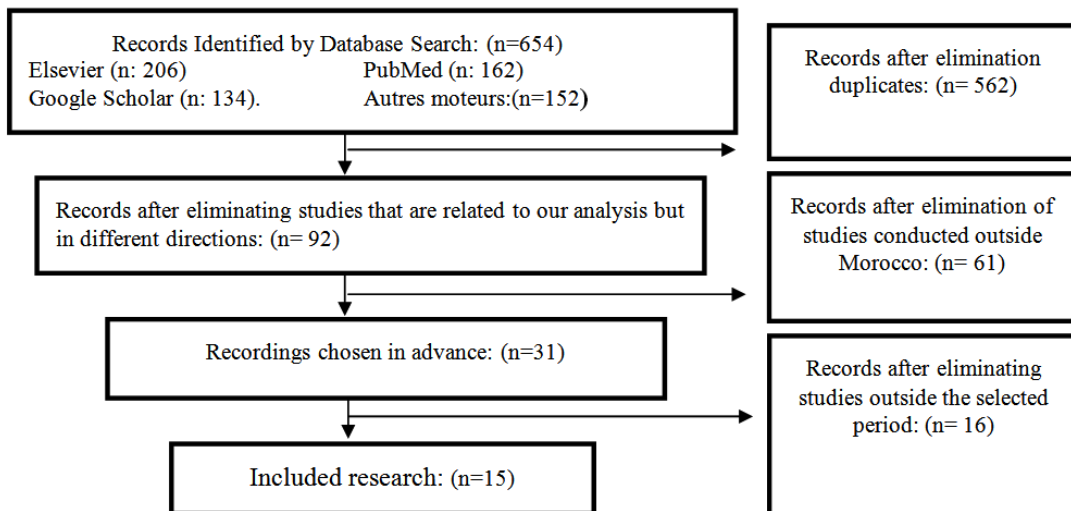 Records Identified by Database Search: (n=654)
Elsevier (n: 206) PubMed (n: 162)
Google Scholar (n: 134). Autres moteurs:(n=152)
Records after elimination
duplicates: (n= 562)
Records after eliminating studies that are related to our analysis but
in different directions: (n= 92)
Records after elimination of
studies conducted outside
Morocco: (n= 61)
Recordings chosen in advance: (n=31)
Records after eliminating
studies outside the selected
period: (n= 16)
Included research: (n=15)